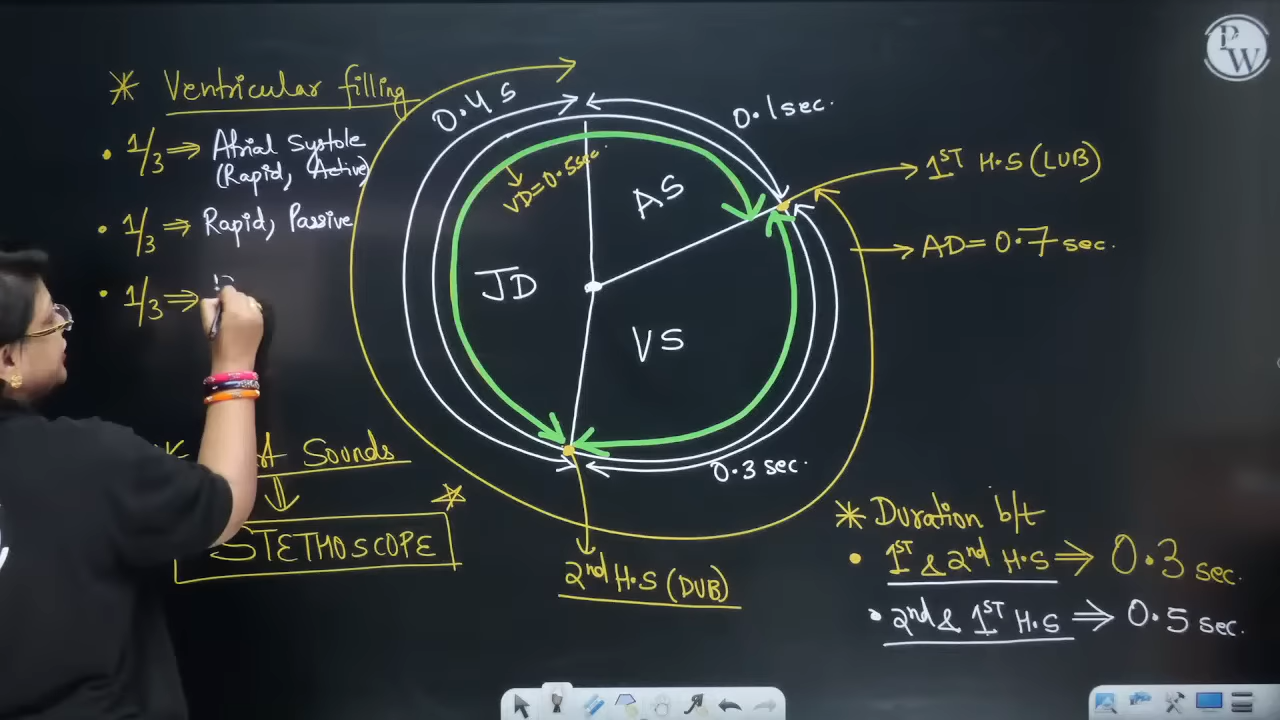 * Ventricular filling
• 1/3 ⇒ Atrial Systole
(Rapid, Active)
• 1/3 ⇒ Rapid, Passive
• 1/3 ⇒
Sounds
STETHOSCOPE
0.4 S
0.1 sec.
VD = 0.5 sec.
AS
JD
VS
0.3 sec.
1ST H.S (LUB)
AD = 0.7 sec.
2nd H.S (DUB)
* Duration b/t
• 1ST & 2nd H.S ⇒ 0.3 sec.
• 2nd & 1ST H.S ⇒ 0.5 sec.
PW